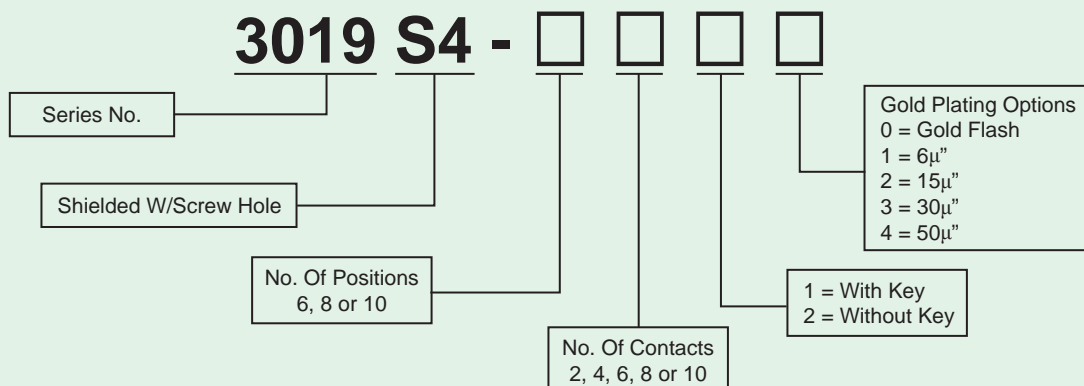 3019 S4 - □ □ □ □
Series No.
Shielded W/Screw Hole
No. Of Positions
6, 8 or 10
No. Of Contacts
2, 4, 6, 8 or 10
1 = With Key
2 = Without Key
Gold Plating Options
0 = Gold Flash
1 = 6µ”
2 = 15µ”
3 = 30µ”
4 = 50µ”